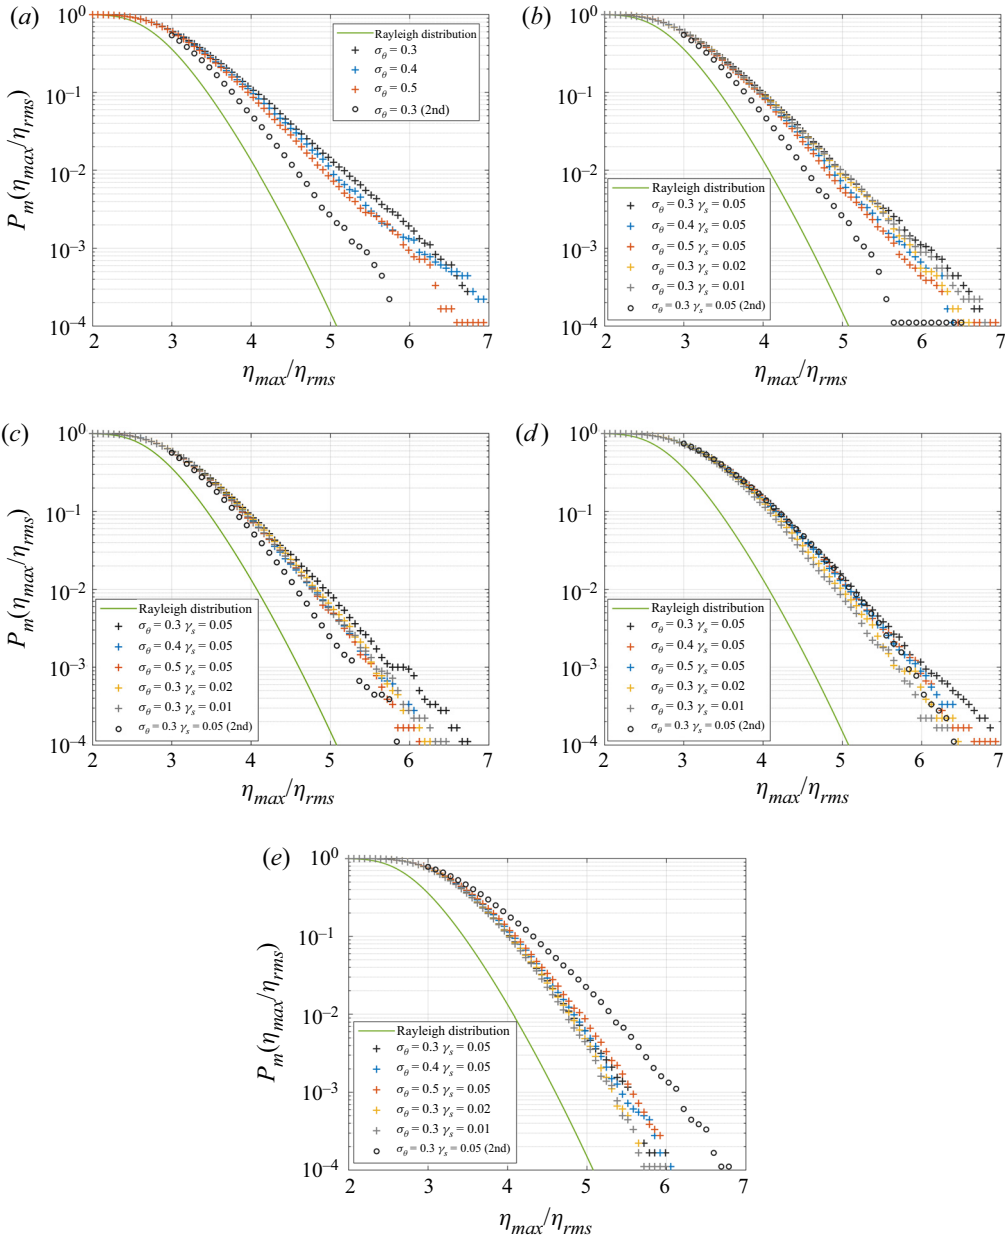 (a)
10^0
10^-1
10^-2
10^-3
10^-4
P_m(η_max/η_rms)
2 3 4 5 6 7
η_max/η_rms
Rayleigh distribution
σ_θ = 0.3
σ_θ = 0.4
σ_θ = 0.5
σ_θ = 0.3 (2nd)
(b)
10^0
10^-1
10^-2
10^-3
10^-4
2 3 4 5 6 7
η_max/η_rms
Rayleigh distribution
σ_θ = 0.3 γ_s = 0.05
σ_θ = 0.4 γ_s = 0.05
σ_θ = 0.5 γ_s = 0.05
σ_θ = 0.3 γ_s = 0.02
σ_θ = 0.3 γ_s = 0.01
σ_θ = 0.3 γ_s = 0.05 (2nd)
(c)
10^0
10^-1
10^-2
10^-3
10^-4
P_m(η_max/η_rms)
2 3 4 5 6 7
η_max/η_rms
Rayleigh distribution
σ_θ = 0.3 γ_s = 0.05
σ_θ = 0.4 γ_s = 0.05
σ_θ = 0.5 γ_s = 0.05
σ_θ = 0.3 γ_s = 0.02
σ_θ = 0.3 γ_s = 0.01
σ_θ = 0.3 γ_s = 0.05 (2nd)
(d)
10^0
10^-1
10^-2
10^-3
10^-4
2 3 4 5 6 7
η_max/η_rms
Rayleigh distribution
σ_θ = 0.3 γ_s = 0.05
σ_θ = 0.4 γ_s = 0.05
σ_θ = 0.5 γ_s = 0.05
σ_θ = 0.3 γ_s = 0.02
σ_θ = 0.3 γ_s = 0.01
σ_θ = 0.3 γ_s = 0.05 (2nd)
(e)
10^0
10^-1
10^-2
10^-3
10^-4
P_m(η_max/η_rms)
2 3 4 5 6 7
η_max/η_rms
Rayleigh distribution
σ_θ = 0.3 γ_s = 0.05
σ_θ = 0.4 γ_s = 0.05
σ_θ = 0.5 γ_s = 0.05
σ_θ = 0.3 γ_s = 0.02
σ_θ = 0.3 γ_s = 0.01
σ_θ = 0.3 γ_s = 0.05 (2nd)